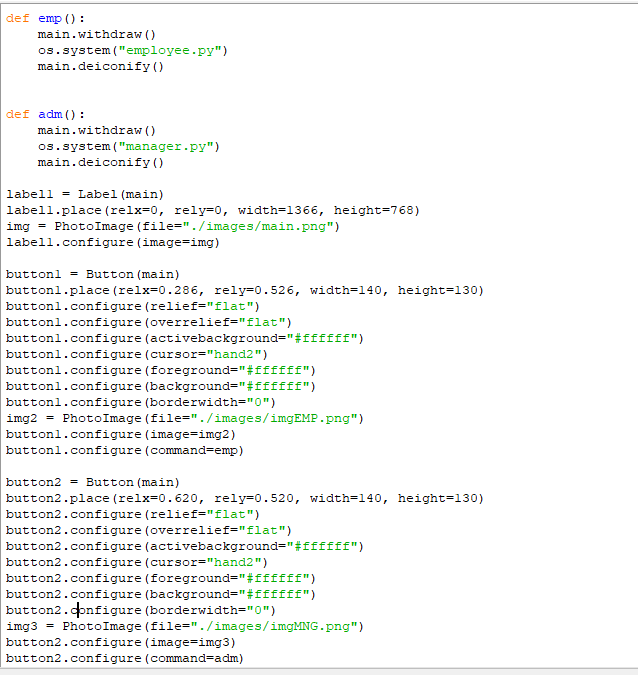 def emp():
    main.withdraw()
    os.system("employee.py")
    main.deiconify()
def adm():
    main.withdraw()
    os.system("manager.py")
    main.deiconify()
label1 = Label(main)
label1.place(relx=0, rely=0, width=1366, height=768)
img = PhotoImage(file="./images/main.png")
label1.configure(image=img)
button1 = Button(main)
button1.place(relx=0.286, rely=0.526, width=140, height=130)
button1.configure(relief="flat")
button1.configure(overrelief="flat")
button1.configure(activebackground="#ffffff")
button1.configure(cursor="hand2")
button1.configure(foreground="#ffffff")
button1.configure(background="#ffffff")
button1.configure(borderwidth="0")
img2 = PhotoImage(file="./images/imgEMP.png")
button1.configure(image=img2)
button1.configure(command=emp)
button2 = Button(main)
button2.place(relx=0.620, rely=0.520, width=140, height=130)
button2.configure(relief="flat")
button2.configure(overrelief="flat")
button2.configure(activebackground="#ffffff")
button2.configure(cursor="hand2")
button2.configure(foreground="#ffffff")
button2.configure(background="#ffffff")
button2.configure(borderwidth="0")
img3 = PhotoImage(file="./images/imgMNG.png")
button2.configure(image=img3)
button2.configure(command=adm)